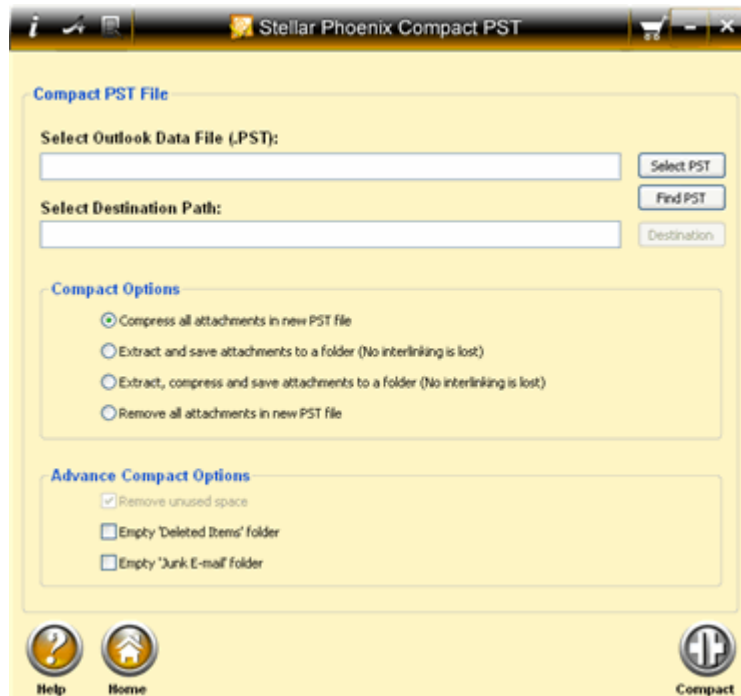 Stellar Phoenix Compact PST
Compact PST File
Select Outlook Data File (.PST):
Select PST
Find PST
Select Destination Path:
Destination
Compact Options
Compress all attachments in new PST file
Extract and save attachments to a folder (No interlinking is lost)
Extract, compress and save attachments to a folder (No interlinking is lost)
Remove all attachments in new PST file
Advance Compact Options
Remove unused space
Empty 'Deleted Items' folder
Empty 'Junk E-mail' folder
Help Home Compact